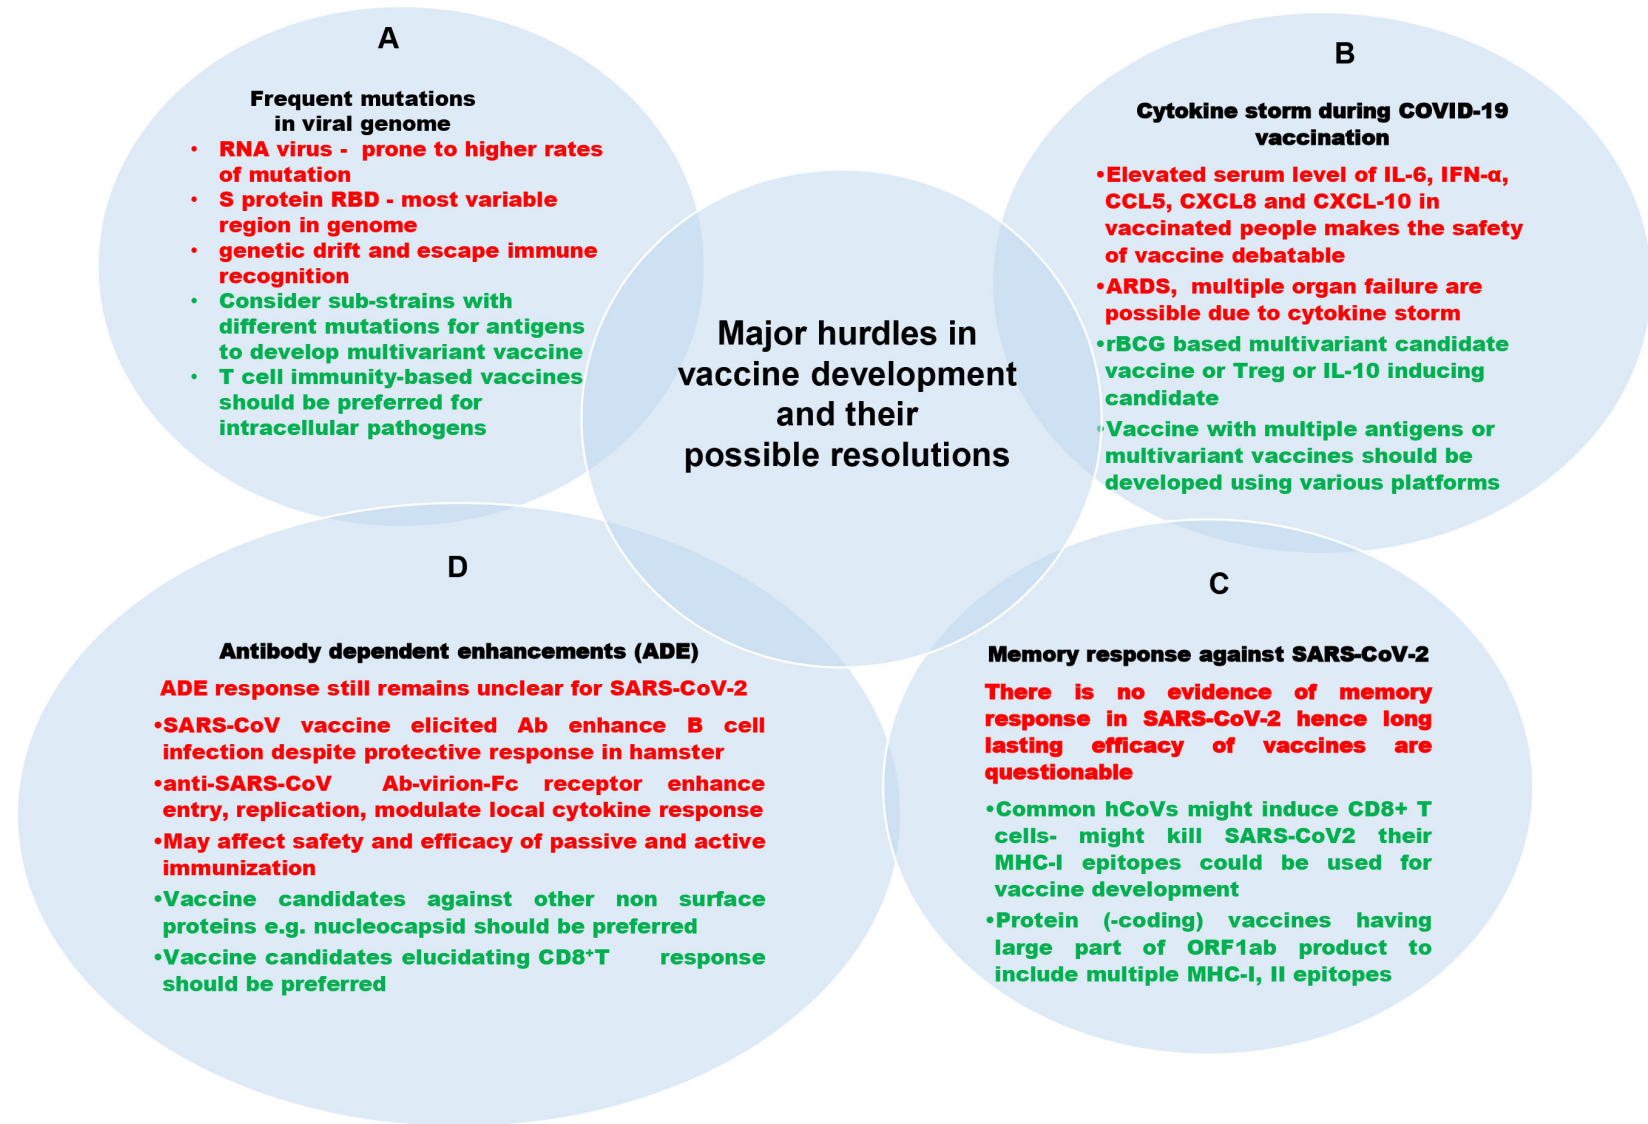 A
Frequent mutations
in viral genome
• RNA virus - prone to higher rates
of mutation
• S protein RBD - most variable
region in genome
• genetic drift and escape immune
recognition
• Consider sub-strains with
different mutations for antigens
to develop multivariant vaccine
• T cell immunity-based vaccines
should be preferred for
intracellular pathogens
B
Cytokine storm during COVID-19
vaccination
•Elevated serum level of IL-6, IFN-α,
CCL5, CXCL8 and CXCL-10 in
vaccinated people makes the safety
of vaccine debatable
•ARDS, multiple organ failure are
possible due to cytokine storm
•rBCG based multivariant candidate
vaccine or Treg or IL-10 inducing
candidate
•Vaccine with multiple antigens or
multivariant vaccines should be
developed using various platforms
Major hurdles in
vaccine development
and their
possible resolutions
D
Antibody dependent enhancements (ADE)
ADE response still remains unclear for SARS-CoV-2
•SARS-CoV vaccine elicited Ab enhance B cell
infection despite protective response in hamster
•anti-SARS-CoV Ab-virion-Fc receptor enhance
entry, replication, modulate local cytokine response
•May affect safety and efficacy of passive and active
immunization
•Vaccine candidates against other non surface
proteins e.g. nucleocapsid should be preferred
•Vaccine candidates elucidating CD8⁺T response
should be preferred
C
Memory response against SARS-CoV-2
There is no evidence of memory
response in SARS-CoV-2 hence long
lasting efficacy of vaccines are
questionable
•Common hCoVs might induce CD8+ T
cells- might kill SARS-CoV2 their
MHC-I epitopes could be used for
vaccine development
•Protein (-coding) vaccines having
large part of ORF1ab product to
include multiple MHC-I, II epitopes